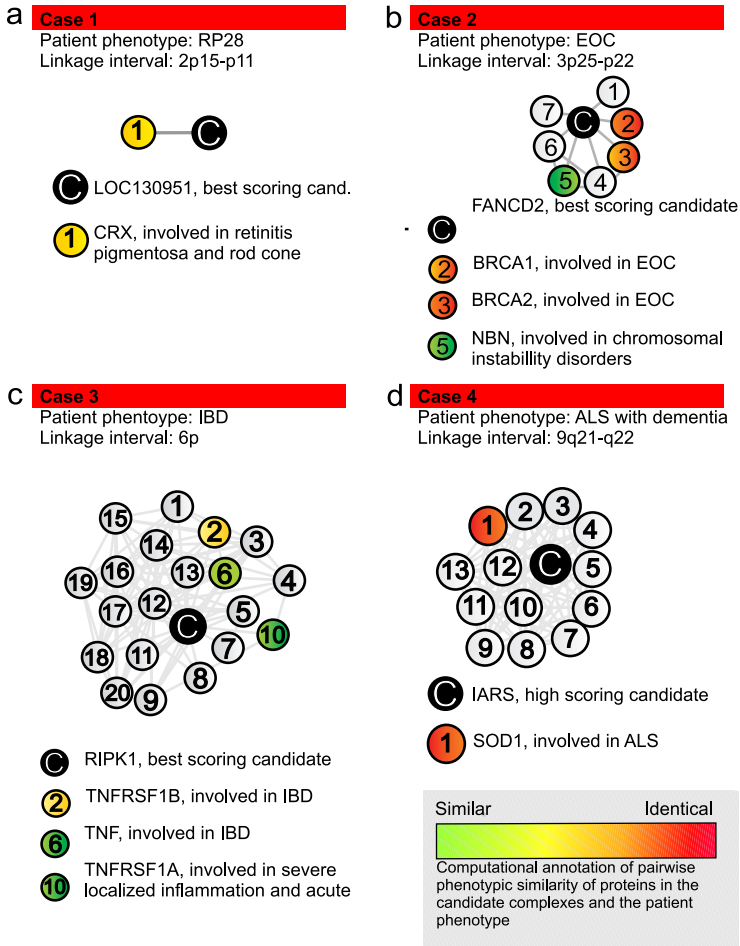 a
Case 1
Patient phenotype: RP28
Linkage interval: 2p15-p11
1
C
C
LOC130951, best scoring cand.
1
CRX, involved in retinitis
pigmentosa and rod cone
b
Case 2
Patient phenotype: EOC
Linkage interval: 3p25-p22
1
7
C
2
6
3
5
4
FANCD2, best scoring candidate
C
2
BRCA1, involved in EOC
3
BRCA2, involved in EOC
5
NBN, involved in chromosomal
instabillity disorders
c
Case 3
Patient phentoype: IBD
Linkage interval: 6p
1
15
2
14
3
16
13
6
4
19
12
17
5
C
10
7
18
11
8
20
9
C
RIPK1, best scoring candidate
2
TNFRSF1B, involved in IBD
6
TNF, involved in IBD
10
TNFRSF1A, involved in severe
localized inflammation and acute
d
Case 4
Patient phenotype: ALS with dementia
Linkage interval: 9q21-q22
3
2
1
4
C
12
13
5
11
10
6
7
9
8
C
IARS, high scoring candidate
1
SOD1, involved in ALS
Similar
Identical
Computational annotation of pairwise
phenotypic similarity of proteins in the
candidate complexes and the patient
phenotype